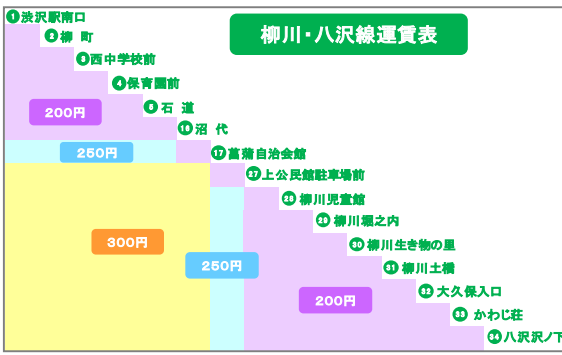 柳川・八沢線運賃表
1 渋沢駅南口
2 柳 町
3 西中学校前
4 保育園前
5 石 道
200円
16 沼 代
250円
17 菖蒲自治会館
27 上公民館駐車場前
28 柳川児童館
29 柳川堀之内
300円
30 柳川生き物の里
250円
31 柳川土橋
32 大久保入口
200円
33 かわじ荘
34 八沢沢ノ下